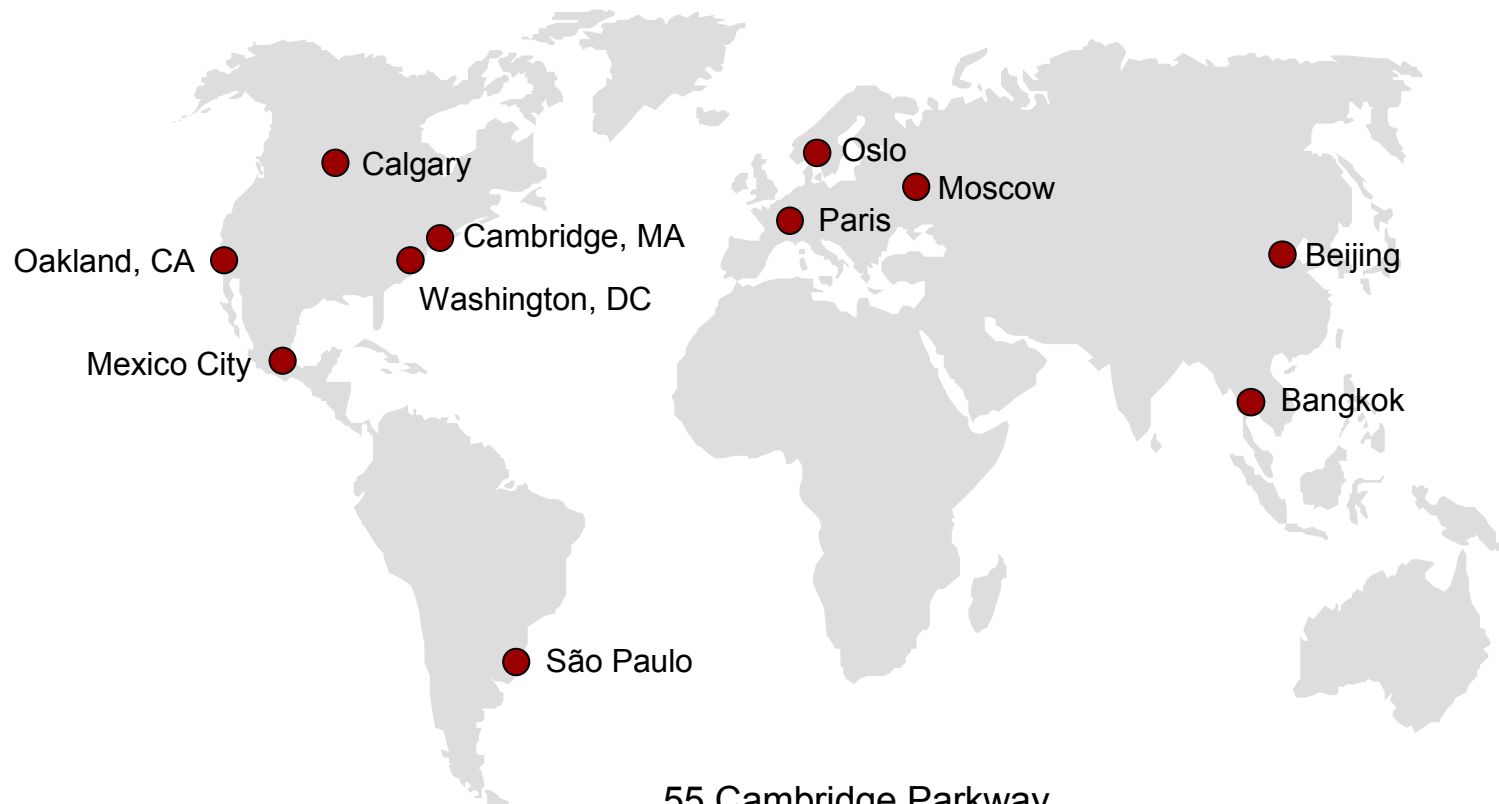 Oslo
Calgary
Moscow
Paris
Cambridge, MA
Beijing
Oakland, CA
Washington, DC
Mexico City
Bangkok
São Paulo
55 Cambridge Parkway